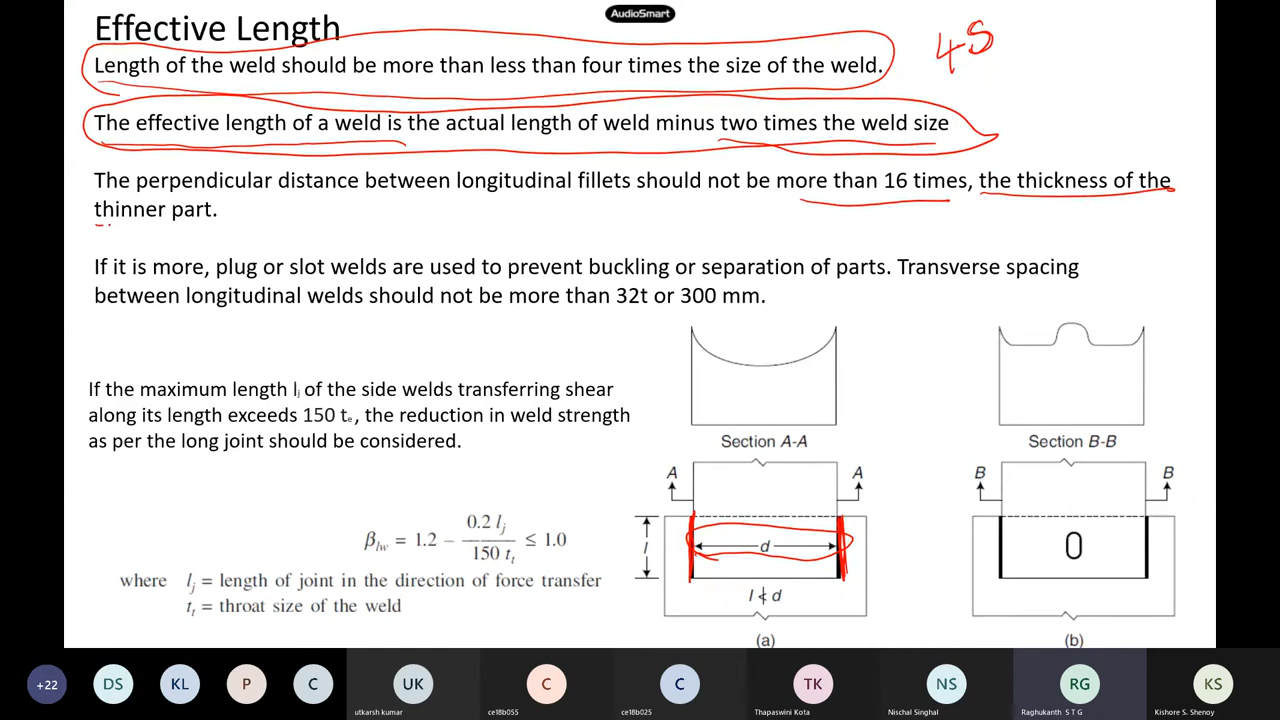 AudioSmart
Effective Length
4S
Length of the weld should be more than less than four times the size of the weld.
The effective length of a weld is the actual length of weld minus two times the weld size
The perpendicular distance between longitudinal fillets should not be more than 16 times, the thickness of the
thinner part.
If it is more, plug or slot welds are used to prevent buckling or separation of parts. Transverse spacing
between longitudinal welds should not be more than 32t or 300 mm.
If the maximum length lj of the side welds transferring shear
along its length exceeds 150 te, the reduction in weld strength
as per the long joint should be considered.
βlw = 1.2 − 0.2 lj / 150 tt ≤ 1.0
where lj = length of joint in the direction of force transfer
tt = throat size of the weld
Section A-A
Section B-B
A A
B B
l
d
l ≮ d
(a)
(b)
+22 DS KL P C UK C C TK NS RG KS
utkarsh kumar ce18b055 ce18b025 Thapaswini Kota Nischal Singhal Raghukanth S T G Kishore S. Shenoy